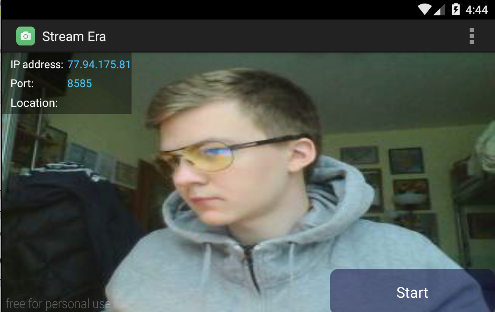 4:44
Stream Era
IP address: 77.94.175.81
Port: 8585
Location:
Start
free for personal use